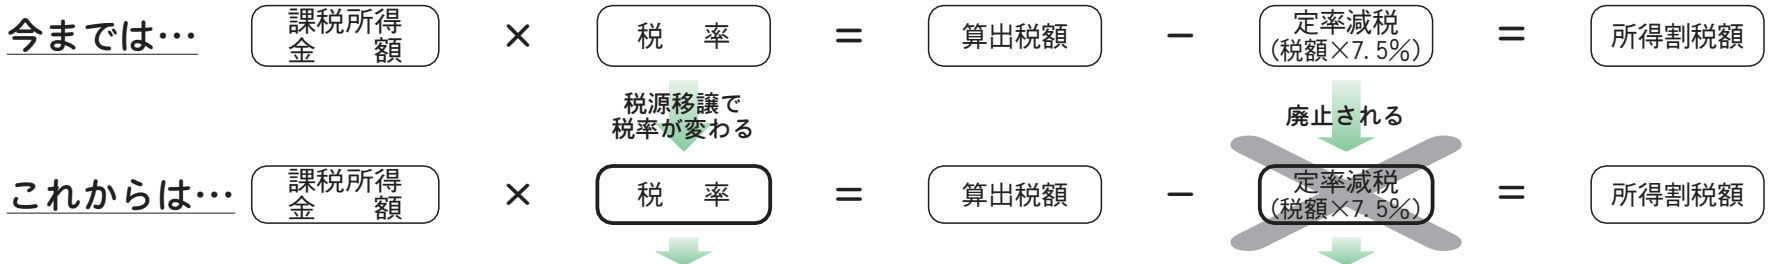 今までは… 課税所得金額 × 税率 = 算出税額 − 定率減税(税額×7.5%) = 所得割税額
税源移譲で
税率が変わる
廃止される
これからは… 課税所得金額 × 税率 = 算出税額 − 定率減税(税額×7.5%) = 所得割税額